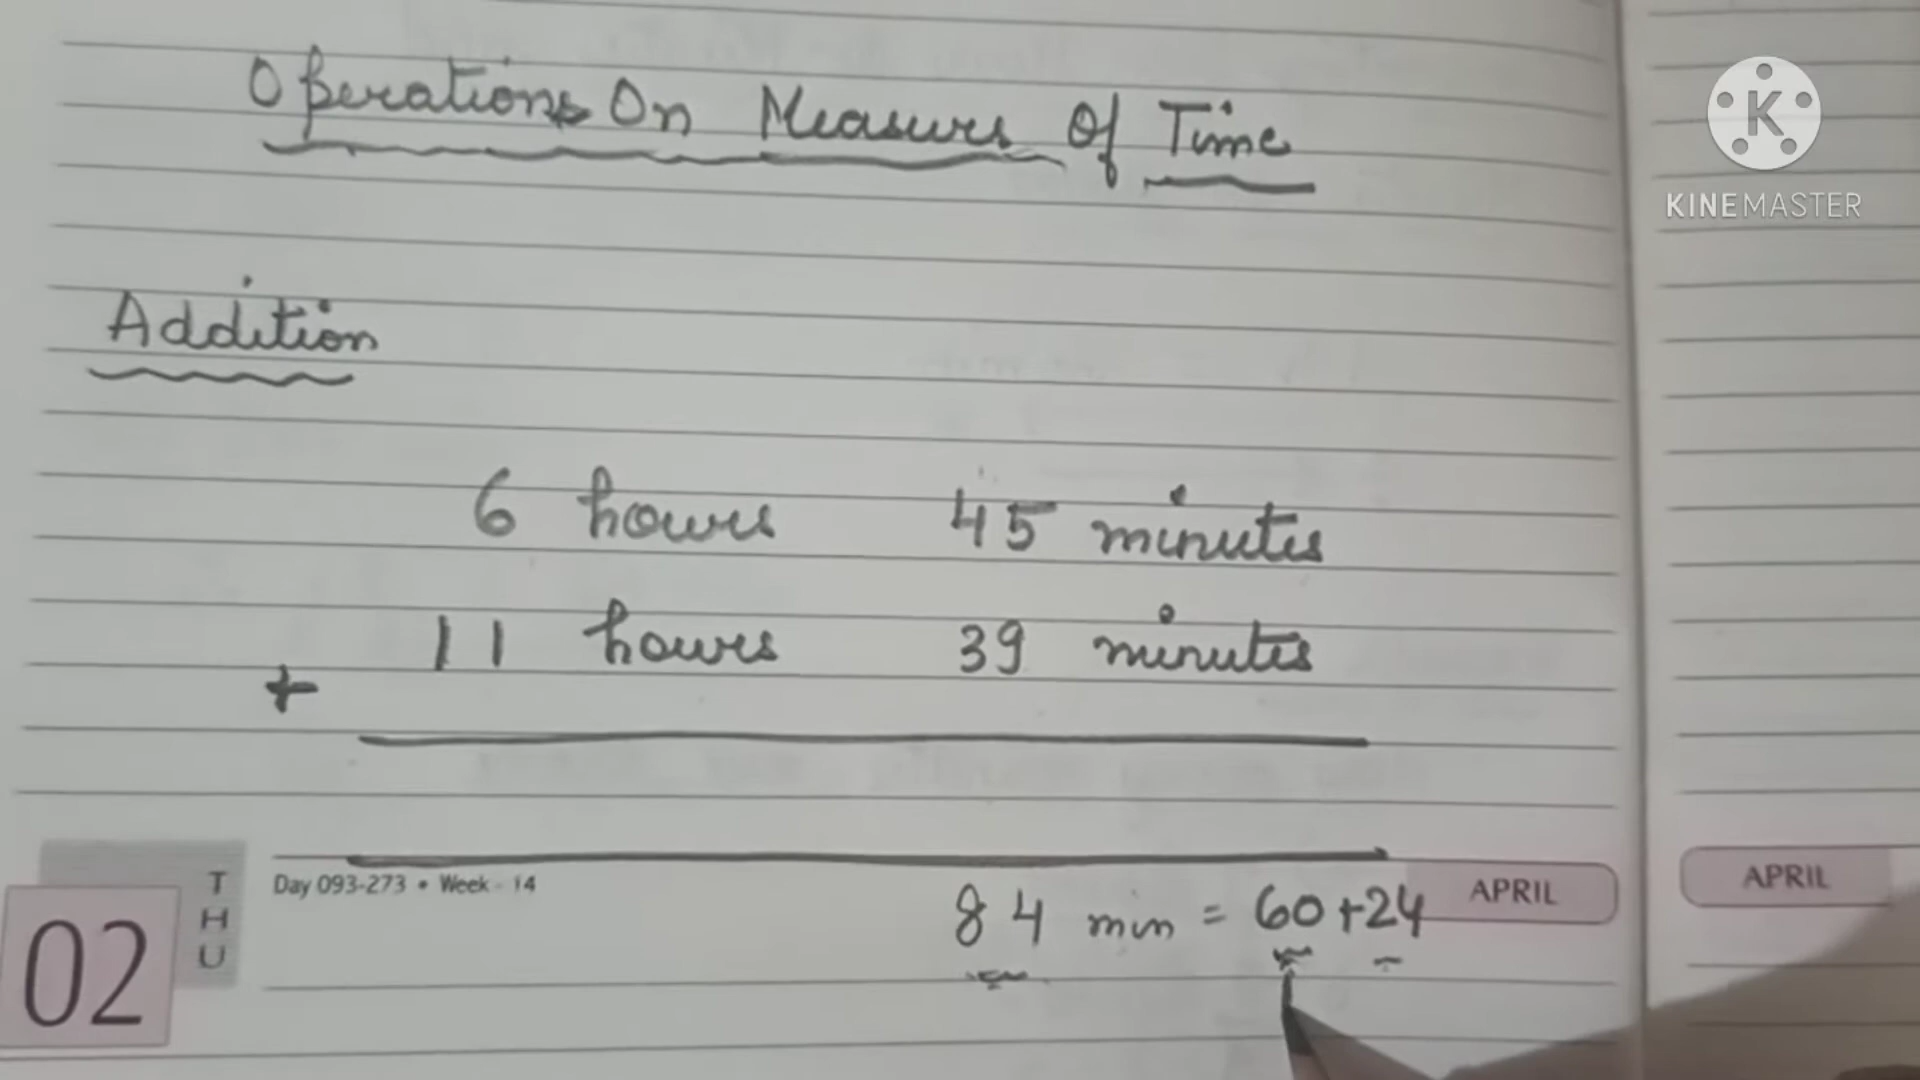 Operations On Measures Of Time
KINEMASTER
Addition
6 hours 45 minutes
11 hours 39 minutes
+
02
THU
Day 093-273 • Week - 14
APRIL
APRIL
84 min = 60+24